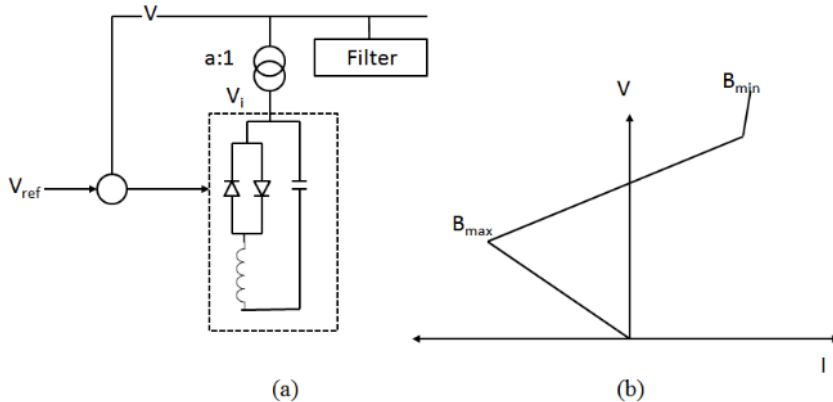 V
a:1
Filter
Vi
Vref
(a)
V
Bmin
Bmax
I
(b)